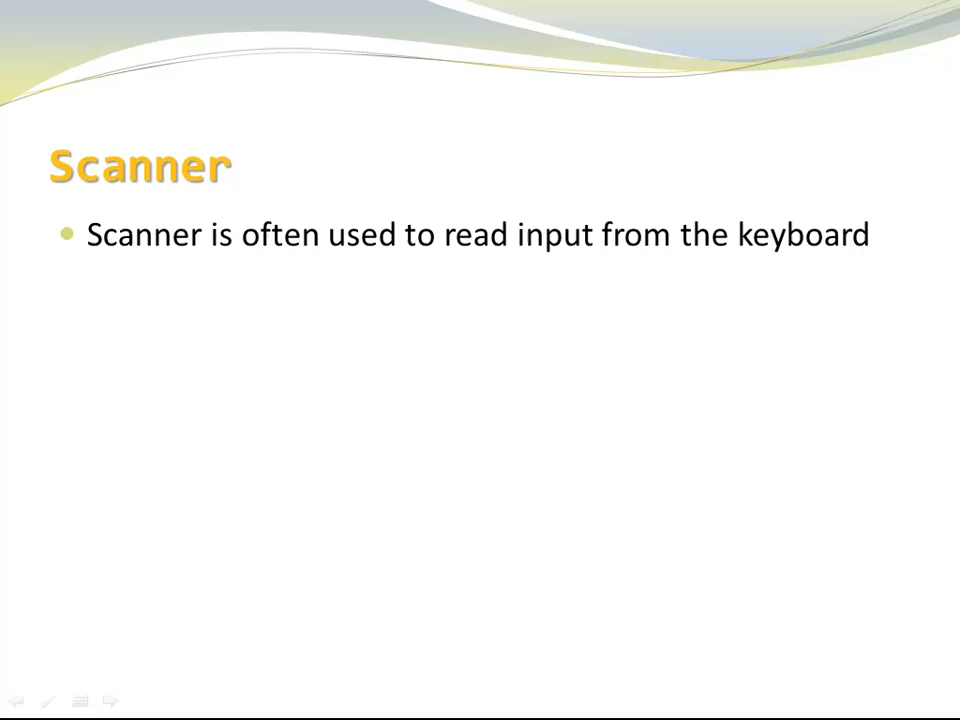 Scanner
Scanner is often used to read input from the keyboard